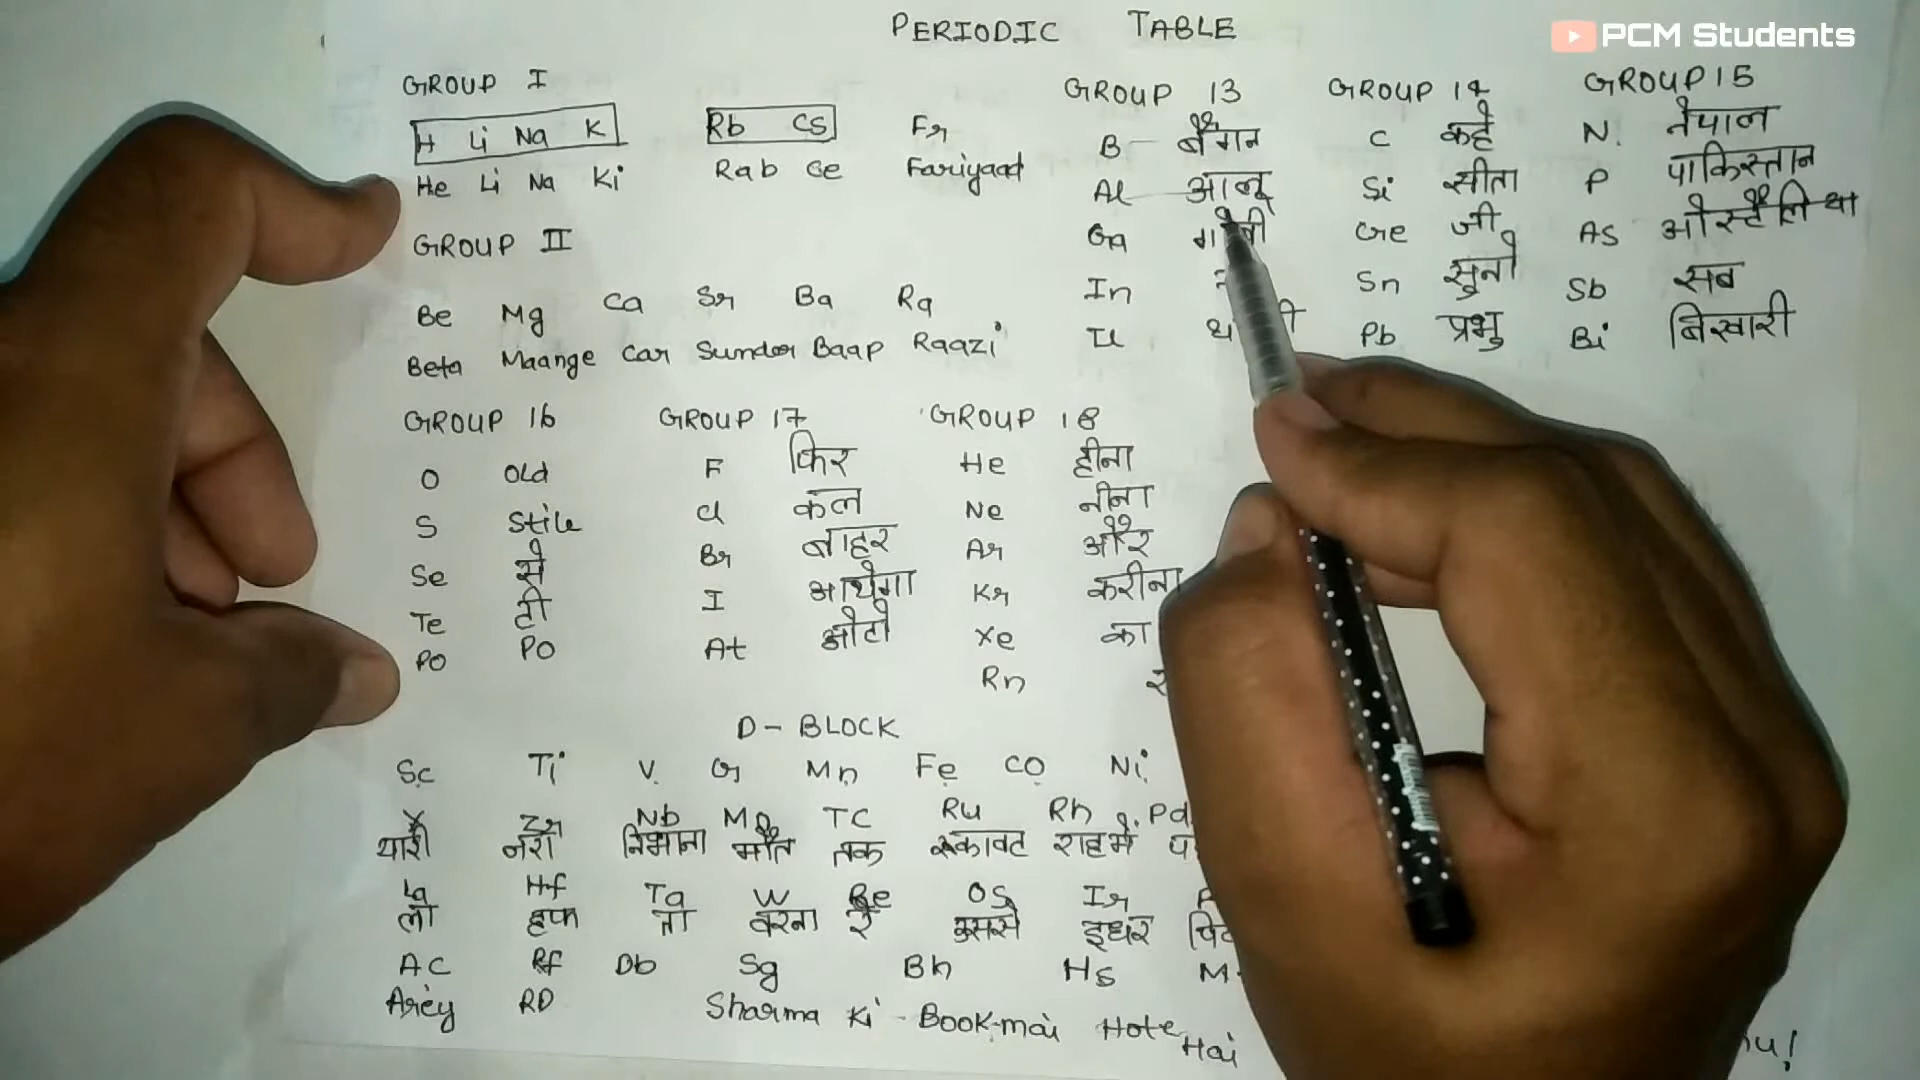 PERIODIC TABLE
PCM Students
GROUP I
H Li Na K Rb Cs Fr
He Li Na Ki Rab Ce Fariyaad
GROUP II
Be Mg Ca Sr Ba Ra
Beta Maange Car Sunder Baap Raazi
GROUP 13
B बैंगन
Al आलू
Ga गोबी
In
Tl
GROUP 14
C कहे
Si सीता
Ge जी
Sn सुनो
Pb प्रभु
GROUP 15
N. नेपाल
P पाकिस्तान
As ओस्टैलिया
Sb सब
Bi बिखारी
GROUP 16
O Old
S Stile
Se से
Te टी
Po PO
GROUP 17
F फिर
Cl कल
Br बाहर
I आयेगा
At ओटो
GROUP 18
He हीना
Ne नीना
Ar और
Kr करीना
Xe का
Rn
D-BLOCK
Sc Ti V Cr Mn Fe CO Ni
Y Zr Nb Mo TC Ru Rh Pd
यारी निभाना मौत तक रुकावट राहमे
La Hf Ta W Re Os Ir
ला हफ ता वरना रे उससे इधर
AC Rf Db Sg Bh Hs
Arey RD Sharma Ki Book-mai Hote Hai